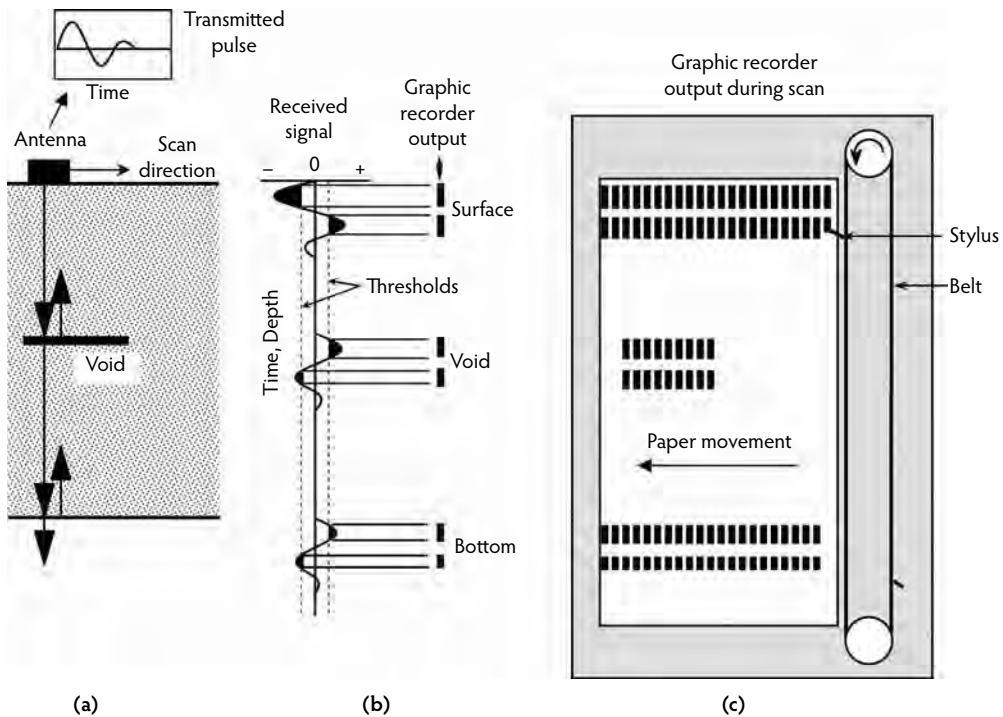 Transmitted
pulse
Time
Antenna
Scan
direction
Void
(a)
Received
signal
Graphic
recorder
output
– 0 +
Surface
Thresholds
Time, Depth
Void
Bottom
(b)
Graphic recorder
output during scan
Stylus
Belt
Paper movement
(c)